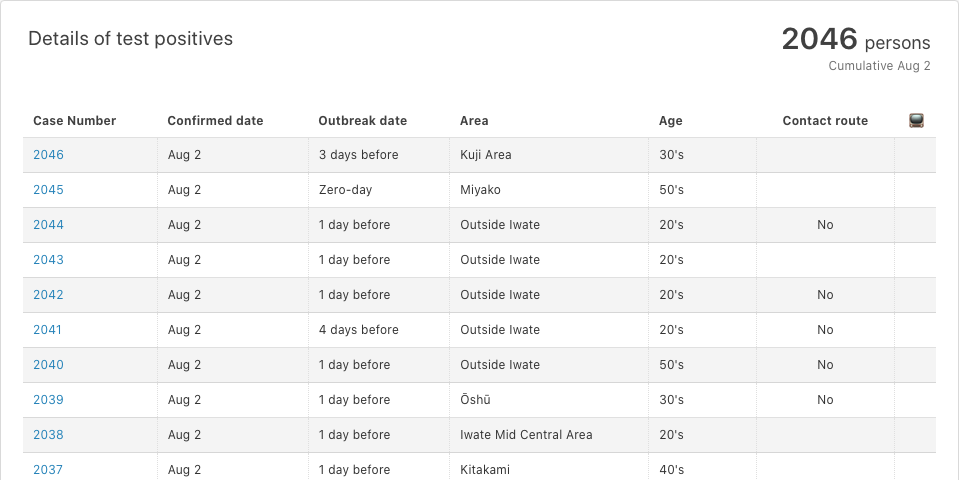 Details of test positives
2046 persons
Cumulative Aug 2
Case Number Confirmed date Outbreak date Area Age Contact route
2046 Aug 2 3 days before Kuji Area 30's
2045 Aug 2 Zero-day Miyako 50's
2044 Aug 2 1 day before Outside Iwate 20's No
2043 Aug 2 1 day before Outside Iwate 20's
2042 Aug 2 1 day before Outside Iwate 20's No
2041 Aug 2 4 days before Outside Iwate 20's No
2040 Aug 2 1 day before Outside Iwate 50's No
2039 Aug 2 1 day before Ōshū 30's No
2038 Aug 2 1 day before Iwate Mid Central Area 20's
2037 Aug 2 1 day before Kitakami 40's